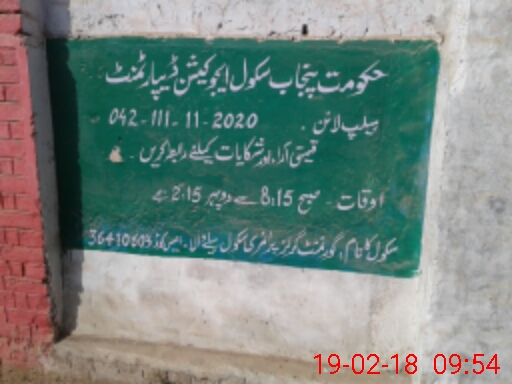 حکومت پنجاب سکول ایجوکیشن ڈیپارٹمنٹ
ہیلپ لائن . 042-111-11-2020
قیمتی آراء اور شکایات کیلئے رابطہ کریں ۔
اوقات - صبح 8:15 سے دوپہر 2:15 بجے
سکول کا نام، گورنمنٹ گرلز پرائمری سکول
19-02-18 09:54